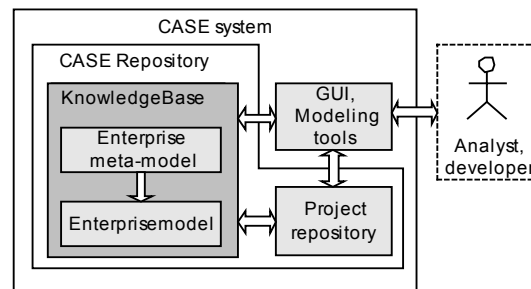 CASE system
CASE Repository
KnowledgeBase
Enterprise
meta-model
Enterprisemodel
GUI,
Modeling
tools
Project
repository
Analyst,
developer